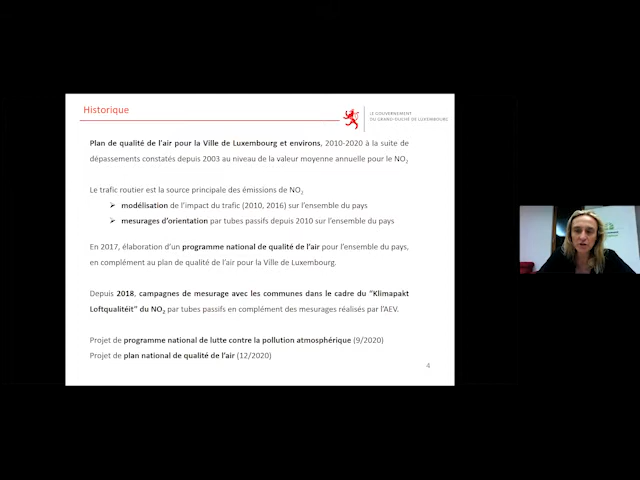 Historique
LE GOUVERNEMENT
DU GRAND-DUCHÉ DE LUXEMBOURG
Plan de qualité de l'air pour la Ville de Luxembourg et environs, 2010-2020 à la suite de
dépassements constatés depuis 2003 au niveau de la valeur moyenne annuelle pour le NO2
Le trafic routier est la source principale des émissions de NO2
➢ modélisation de l'impact du trafic (2010, 2016) sur l'ensemble du pays
➢ mesurages d'orientation par tubes passifs depuis 2010 sur l'ensemble du pays
En 2017, élaboration d'un programme national de qualité de l'air pour l'ensemble du pays,
en complément au plan de qualité de l'air pour la Ville de Luxembourg.
Depuis 2018, campagnes de mesurage avec les communes dans le cadre du "Klimapakt
Loftqualitéit" du NO2 par tubes passifs en complément des mesurages réalisés par l'AEV.
Projet de programme national de lutte contre la pollution atmosphérique (9/2020)
Projet de plan national de qualité de l'air (12/2020)
4